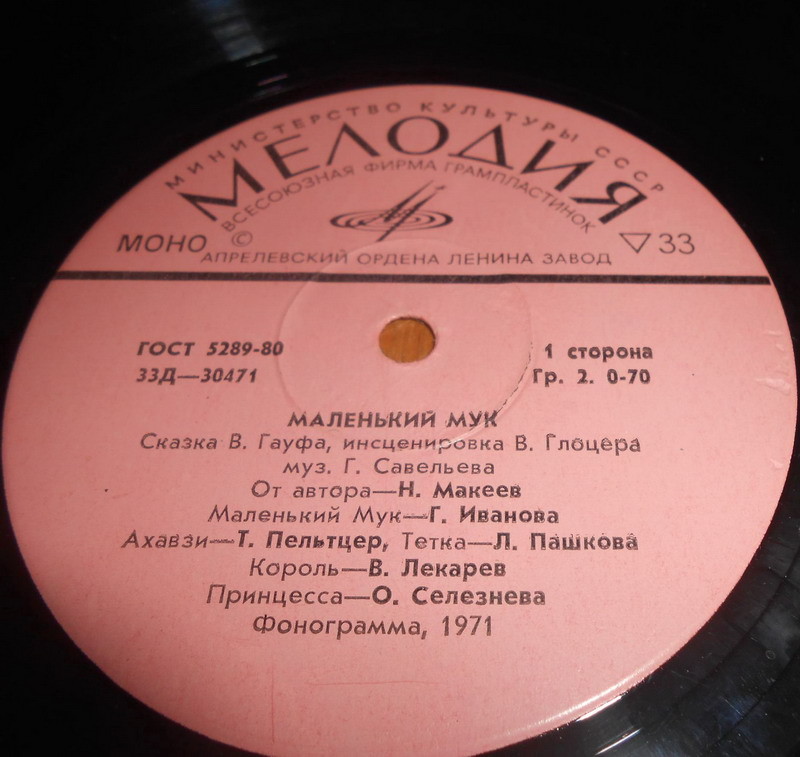 МИНИСТЕРСТВО КУЛЬТУРЫ СССР
МЕЛОДИЯ
ВСЕСОЮЗНАЯ ФИРМА ГРАМПЛАСТИНОК
МОНО © ▽ 33
АПРЕЛЕВСКИЙ ОРДЕНА ЛЕНИНА ЗАВОД
ГОСТ 5289-80 1 сторона
33Д—30471 Гр. 2. 0-70
МАЛЕНЬКИЙ МУК
Сказка В. Гауфа, инсценировка В. Глоцера
муз. Г. Савельева
От автора—Н. Макеев
Маленький Мук—Г. Иванова
Ахавзи—Т. Пельтцер, Тетка—Л. Пашкова
Король—В. Лекарев
Принцесса—О. Селезнева
Фонограмма, 1971